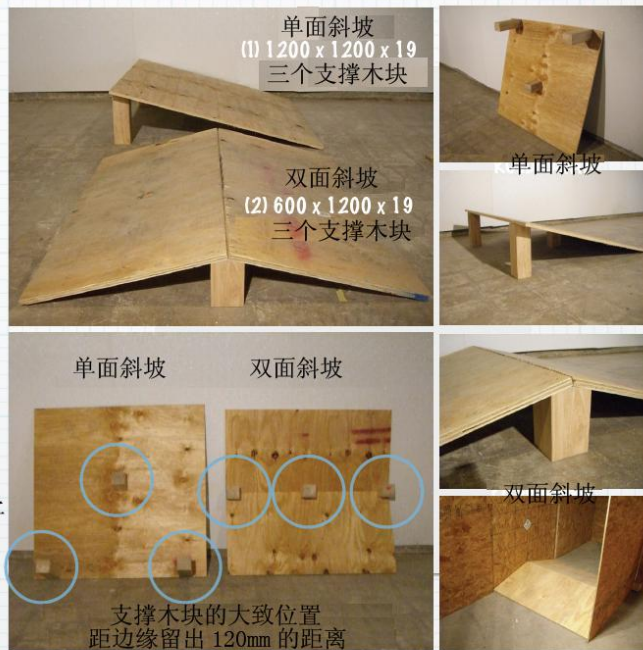 单面斜坡
(1) 1200 x 1200 x 19
三个支撑木块
双面斜坡
(2) 600 x 1200 x 19
三个支撑木块
单面斜坡
单面斜坡
双面斜坡
支撑木块的大致位置
距边缘留出 120mm 的距离
双面斜坡